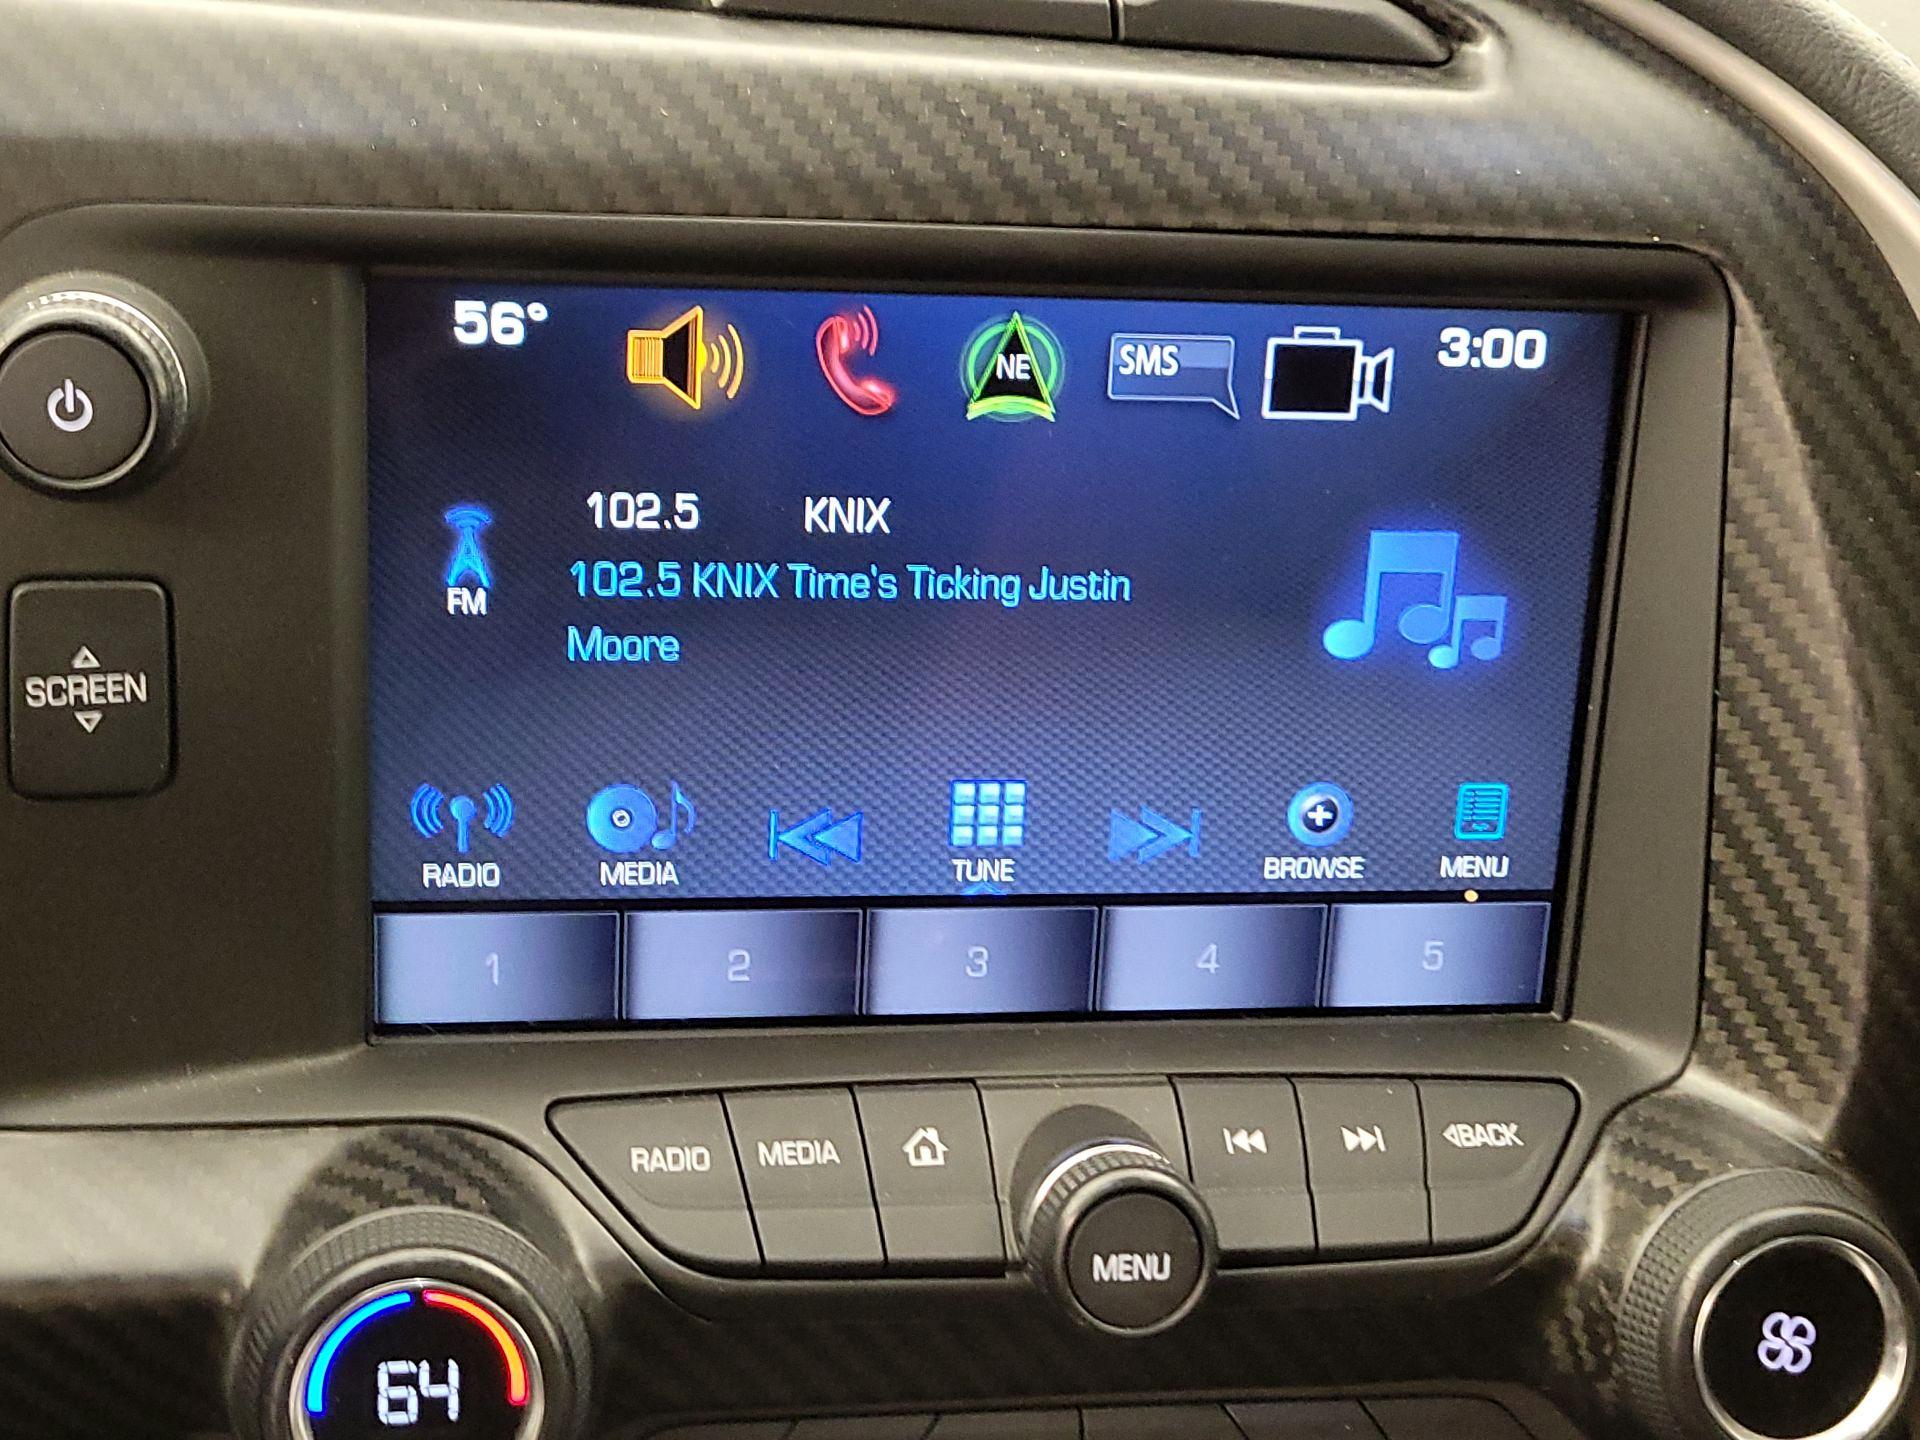 56°
NE
SMS
3:00
102.5 KNIX
FM
102.5 KNIX Time's Ticking Justin
Moore
SCREEN
RADIO
MEDIA
TUNE
BROWSE
MENU
1
2
3
4
5
RADIO
MEDIA
BACK
MENU
64